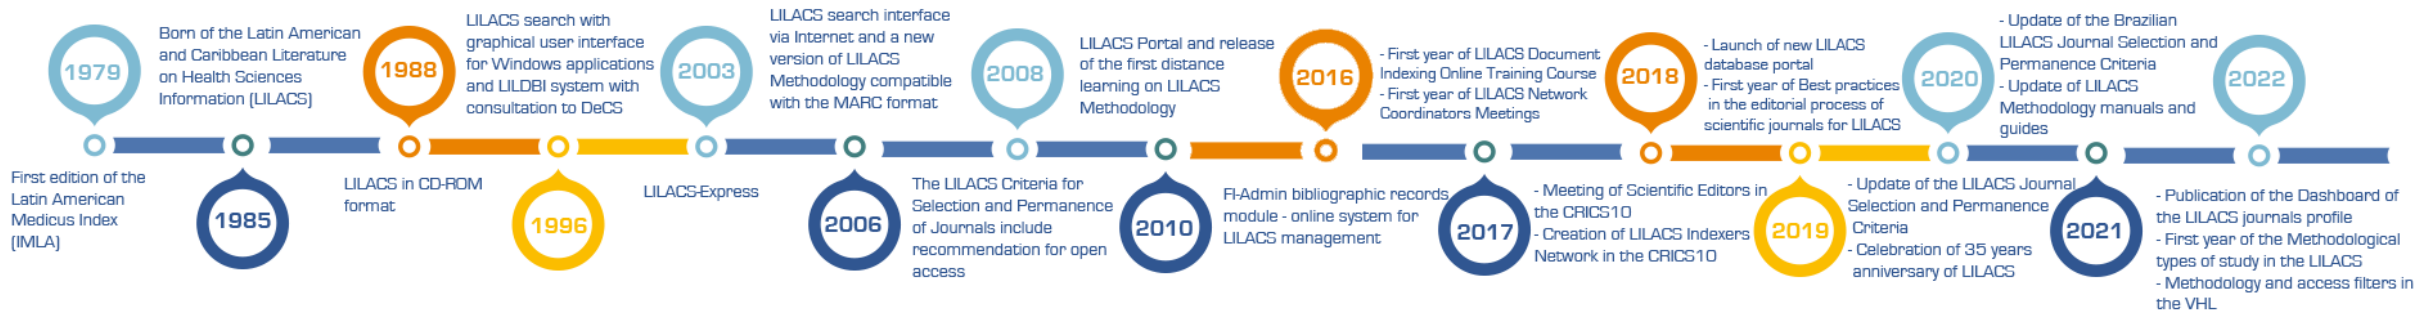 1979
First edition of the
Latin American
Medicus Index
(IMLA)
Born of the Latin American
and Caribbean Literature
on Health Sciences
Information (LILACS)
1985
1988
LILACS in CD-ROM
format
LILACS search with
graphical user interface
for Windows applications
and LILDBI system with
consultation to DeCS
1996
2003
LILACS-Express
LILACS search interface
via Internet and a new
version of LILACS
Methodology compatible
with the MARC format
2006
The LILACS Criteria for
Selection and Permanence
of Journals include
recommendation for open
access
2008
LILACS Portal and release
of the first distance
learning on LILACS
Methodology
2010
FI-Admin bibliographic records
module - online system for
LILACS management
2016
- First year of LILACS Document
Indexing Online Training Course
- First year of LILACS Network
Coordinators Meetings
2017
- Meeting of Scientific Editors in
the CRICS10
- Creation of LILACS Indexers
Network in the CRICS10
2018
- Launch of new LILACS
database portal
- First year of Best practices
in the editorial process of
scientific journals for LILACS
2019
- Update of the LILACS Journal
Selection and Permanence
Criteria
- Celebration of 35 years
anniversary of LILACS
2020
- Update of the Brazilian
LILACS Journal Selection and
Permanence Criteria
- Update of LILACS
Methodology manuals and
guides
2021
2022
- Publication of the Dashboard of
the LILACS journals profile
- First year of the Methodological
types of study in the LILACS
- Methodology and access filters in
the VHL